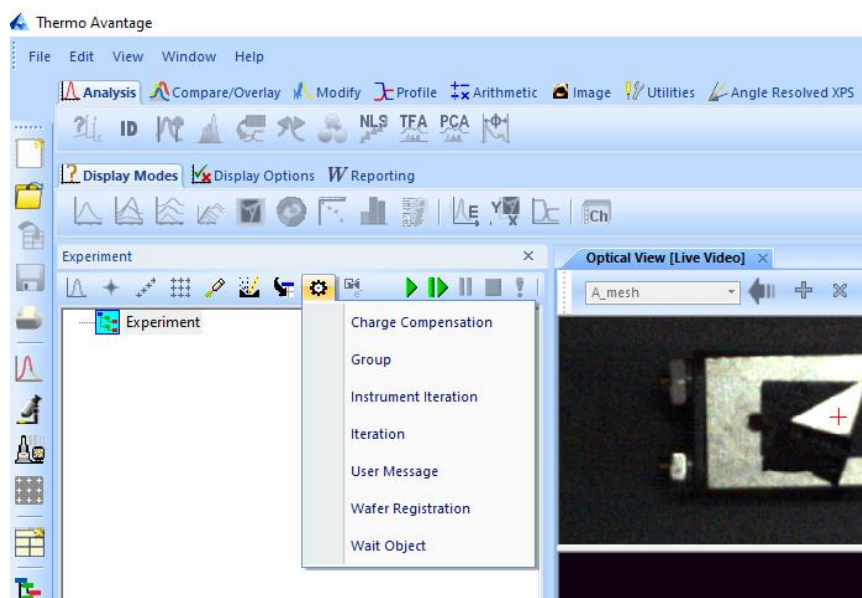 Thermo Avantage
File Edit View Window Help
Analysis Compare/Overlay Modify Profile Arithmetic Image Utilities Angle Resolved XPS
ID NLS TFA PCA
Display Modes Display Options W Reporting
E Y X Ch
Experiment
Optical View [Live Video]
A_mesh
Experiment
Charge Compensation
Group
Instrument Iteration
Iteration
User Message
Wafer Registration
Wait Object